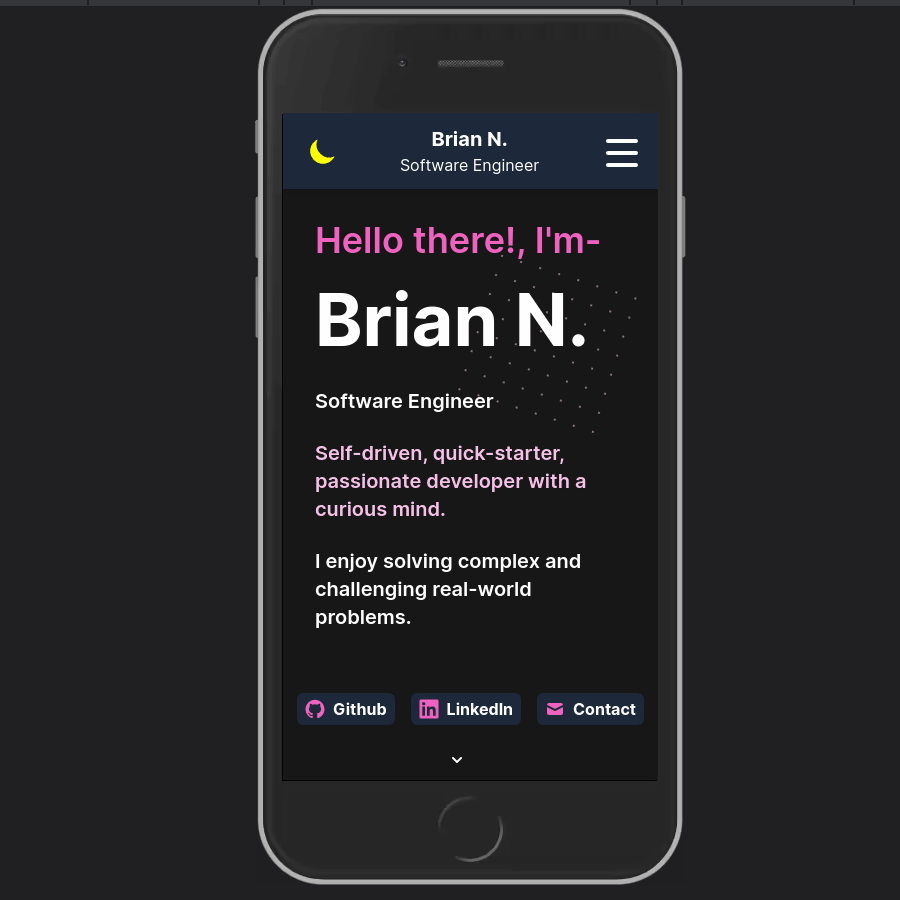 Brian N.
Software Engineer
Hello there!, I'm-
Brian N.
Software Engineer
Self-driven, quick-starter,
passionate developer with a
curious mind.
I enjoy solving complex and
challenging real-world
problems.
Github LinkedIn Contact